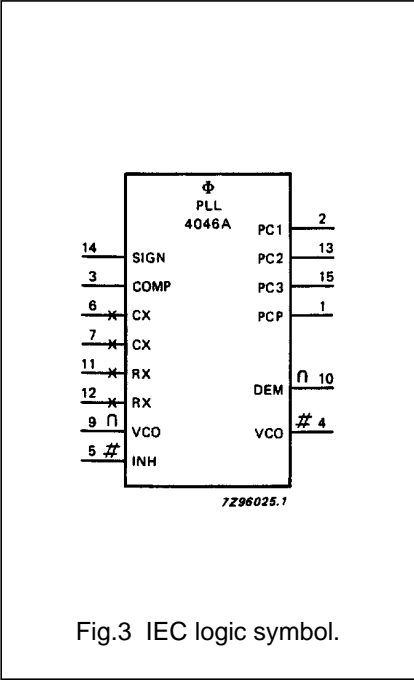 Φ
PLL
4046A
14 SIGN
3 COMP
6 CX
7 CX
11 RX
12 RX
9 ∩ VCO
5 # INH
PC1 2
PC2 13
PC3 15
PCP 1
DEM ∩ 10
VCO # 4
7Z96025.1
Fig.3 IEC logic symbol.